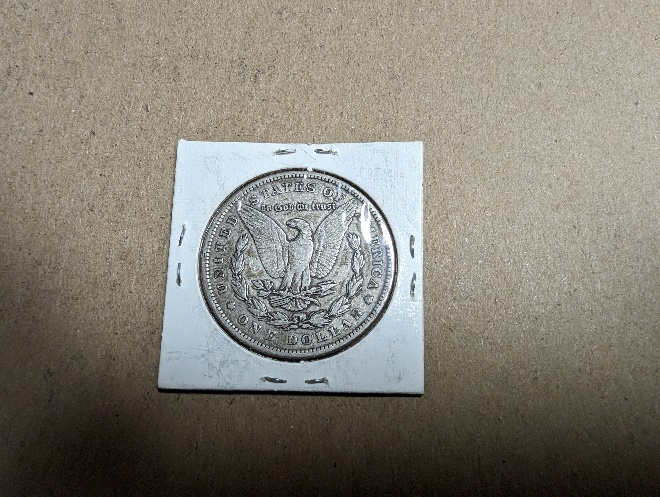 UNITED STATES OF AMERICA
In God We trust
ONE DOLLAR